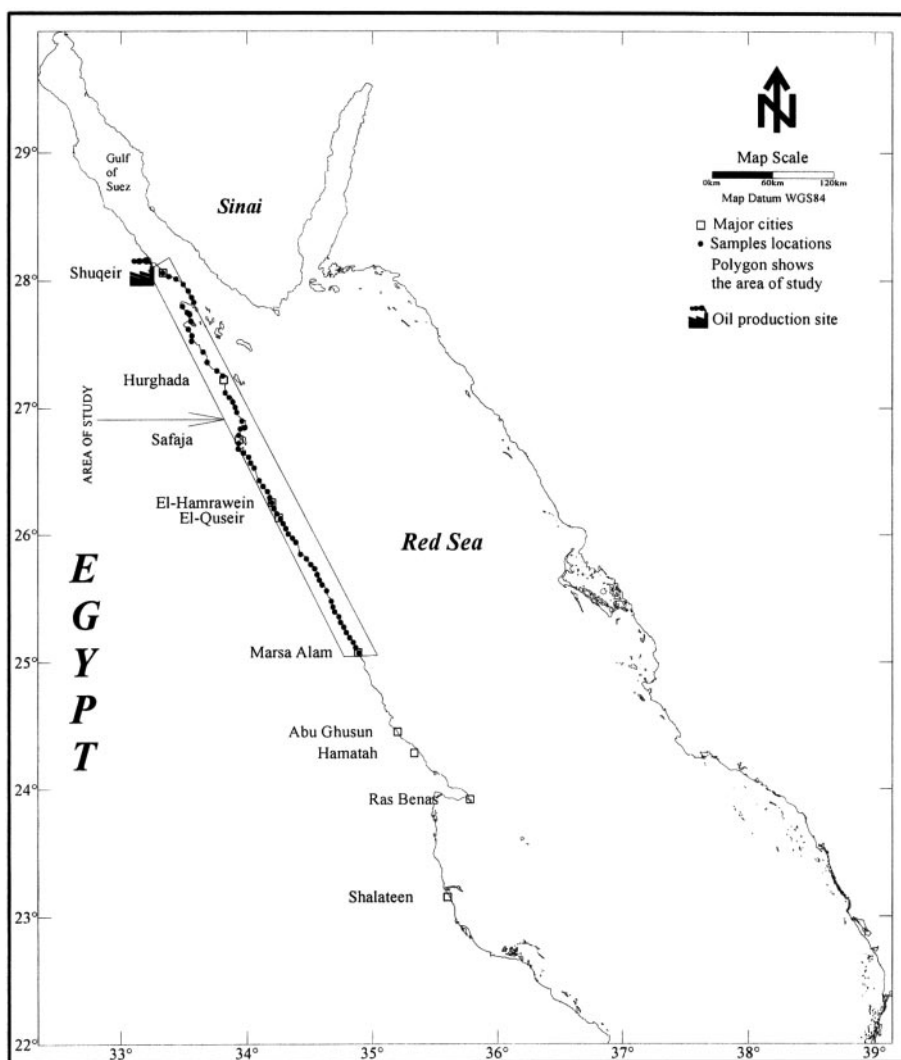 Gulf
of
Suez
Sinai
Map Scale
0km 60km 120km
Map Datum WGS84
Major cities
Samples locations
Polygon shows
the area of study
Oil production site
Shuqeir
Hurghada
AREA OF STUDY
Safaja
El-Hamrawein
El-Quseir
Red Sea
EGYPT
Marsa Alam
Abu Ghusun
Hamatah
Ras Benas
Shalateen
29°
28°
27°
26°
25°
24°
23°
22°
33° 34° 35° 36° 37° 38° 39°